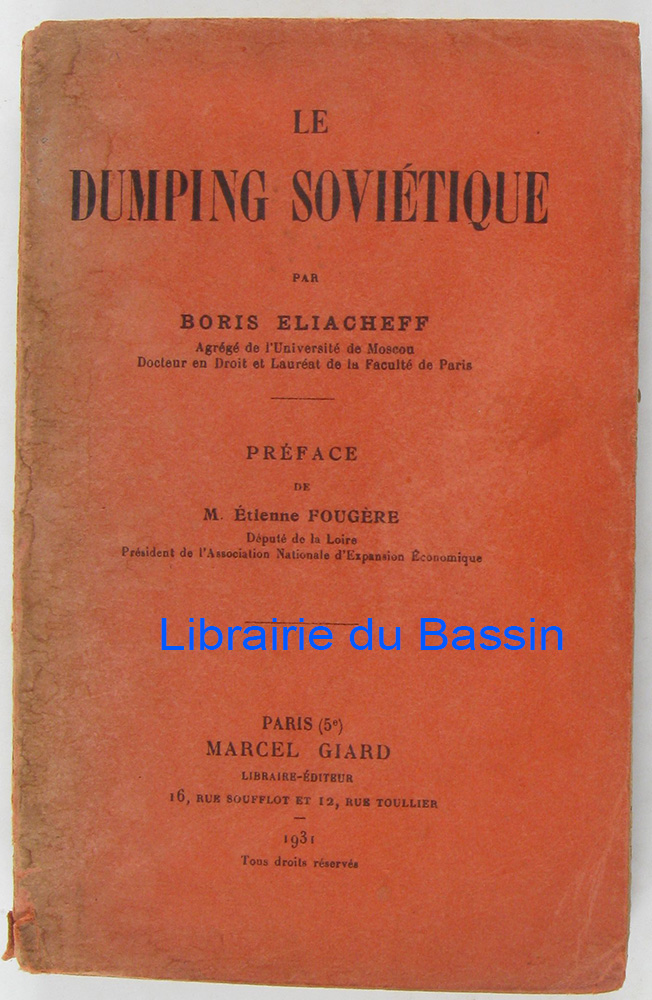 LE
DUMPING SOVIÉTIQUE
PAR
BORIS ELIACHEFF
Agrégé de l'Université de Moscou
Docteur en Droit et Lauréat de la Faculté de Paris
PRÉFACE
DE
M. Étienne FOUGÈRE
Député de la Loire
Président de l'Association Nationale d'Expansion Économique
Librairie du Bassin
PARIS (5e)
MARCEL GIARD
LIBRAIRE-ÉDITEUR
16, RUE SOUFFLOT ET 12, RUE TOULLIER
1931
Tous droits réservés